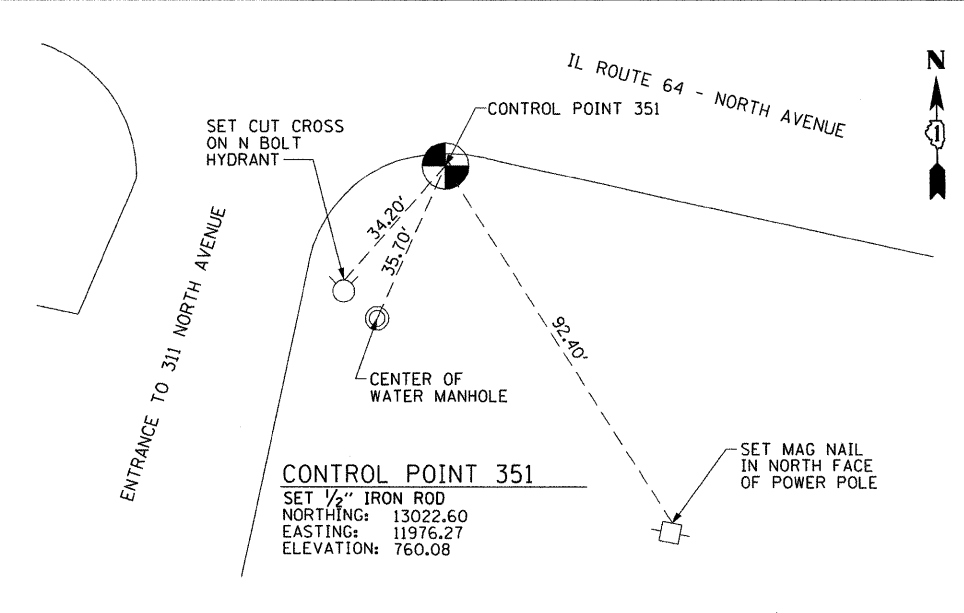 IL ROUTE 64 - NORTH AVENUE
N
1
CONTROL POINT 351
SET CUT CROSS
ON N BOLT
HYDRANT
34.20'
35.70'
92.40'
ENTRANCE TO 311 NORTH AVENUE
CENTER OF
WATER MANHOLE
SET MAG NAIL
IN NORTH FACE
OF POWER POLE
CONTROL POINT 351
SET 1/2" IRON ROD
NORTHING: 13022.60
EASTING: 11976.27
ELEVATION: 760.08